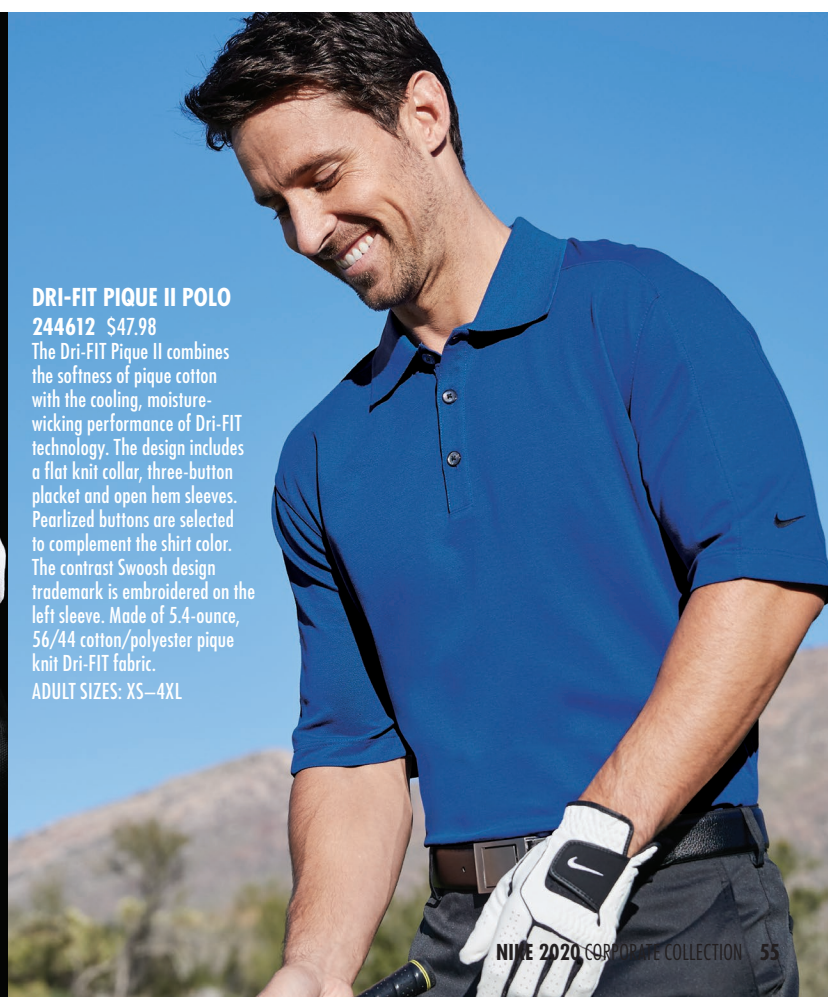 DRI-FIT PIQUE II POLO
244612 $47.98
The Dri-FIT Pique II combines
the softness of pique cotton
with the cooling, moisture-
wicking performance of Dri-FIT
technology. The design includes
a flat knit collar, three-button
placket and open hem sleeves.
Pearlized buttons are selected
to complement the shirt color.
The contrast Swoosh design
trademark is embroidered on the
left sleeve. Made of 5.4-ounce,
56/44 cotton/polyester pique
knit Dri-FIT fabric.
ADULT SIZES: XS–4XL
NIKE 2020 CORPORATE COLLECTION 55